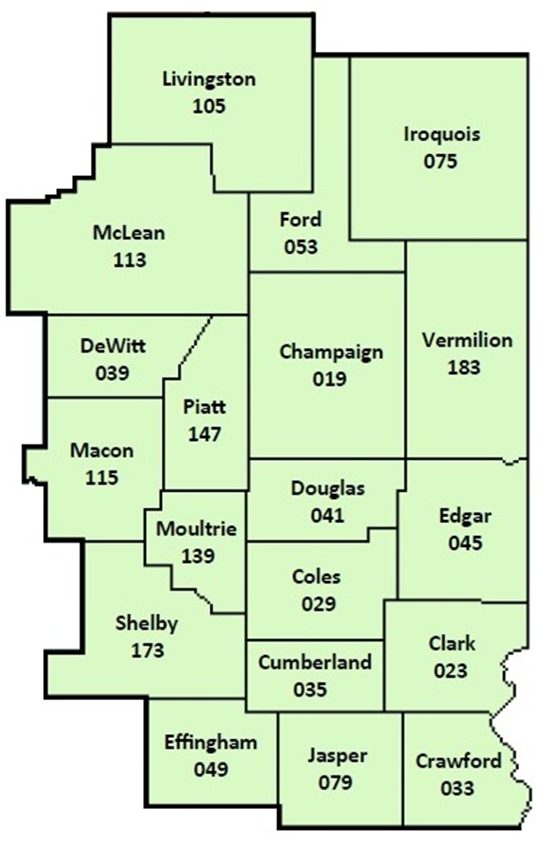 Livingston
105
Iroquois
075
Ford
053
McLean
113
DeWitt
039
Champaign
019
Vermilion
183
Piatt
147
Macon
115
Douglas
041
Edgar
045
Moultrie
139
Coles
029
Shelby
173
Clark
023
Cumberland
035
Effingham
049
Jasper
079
Crawford
033